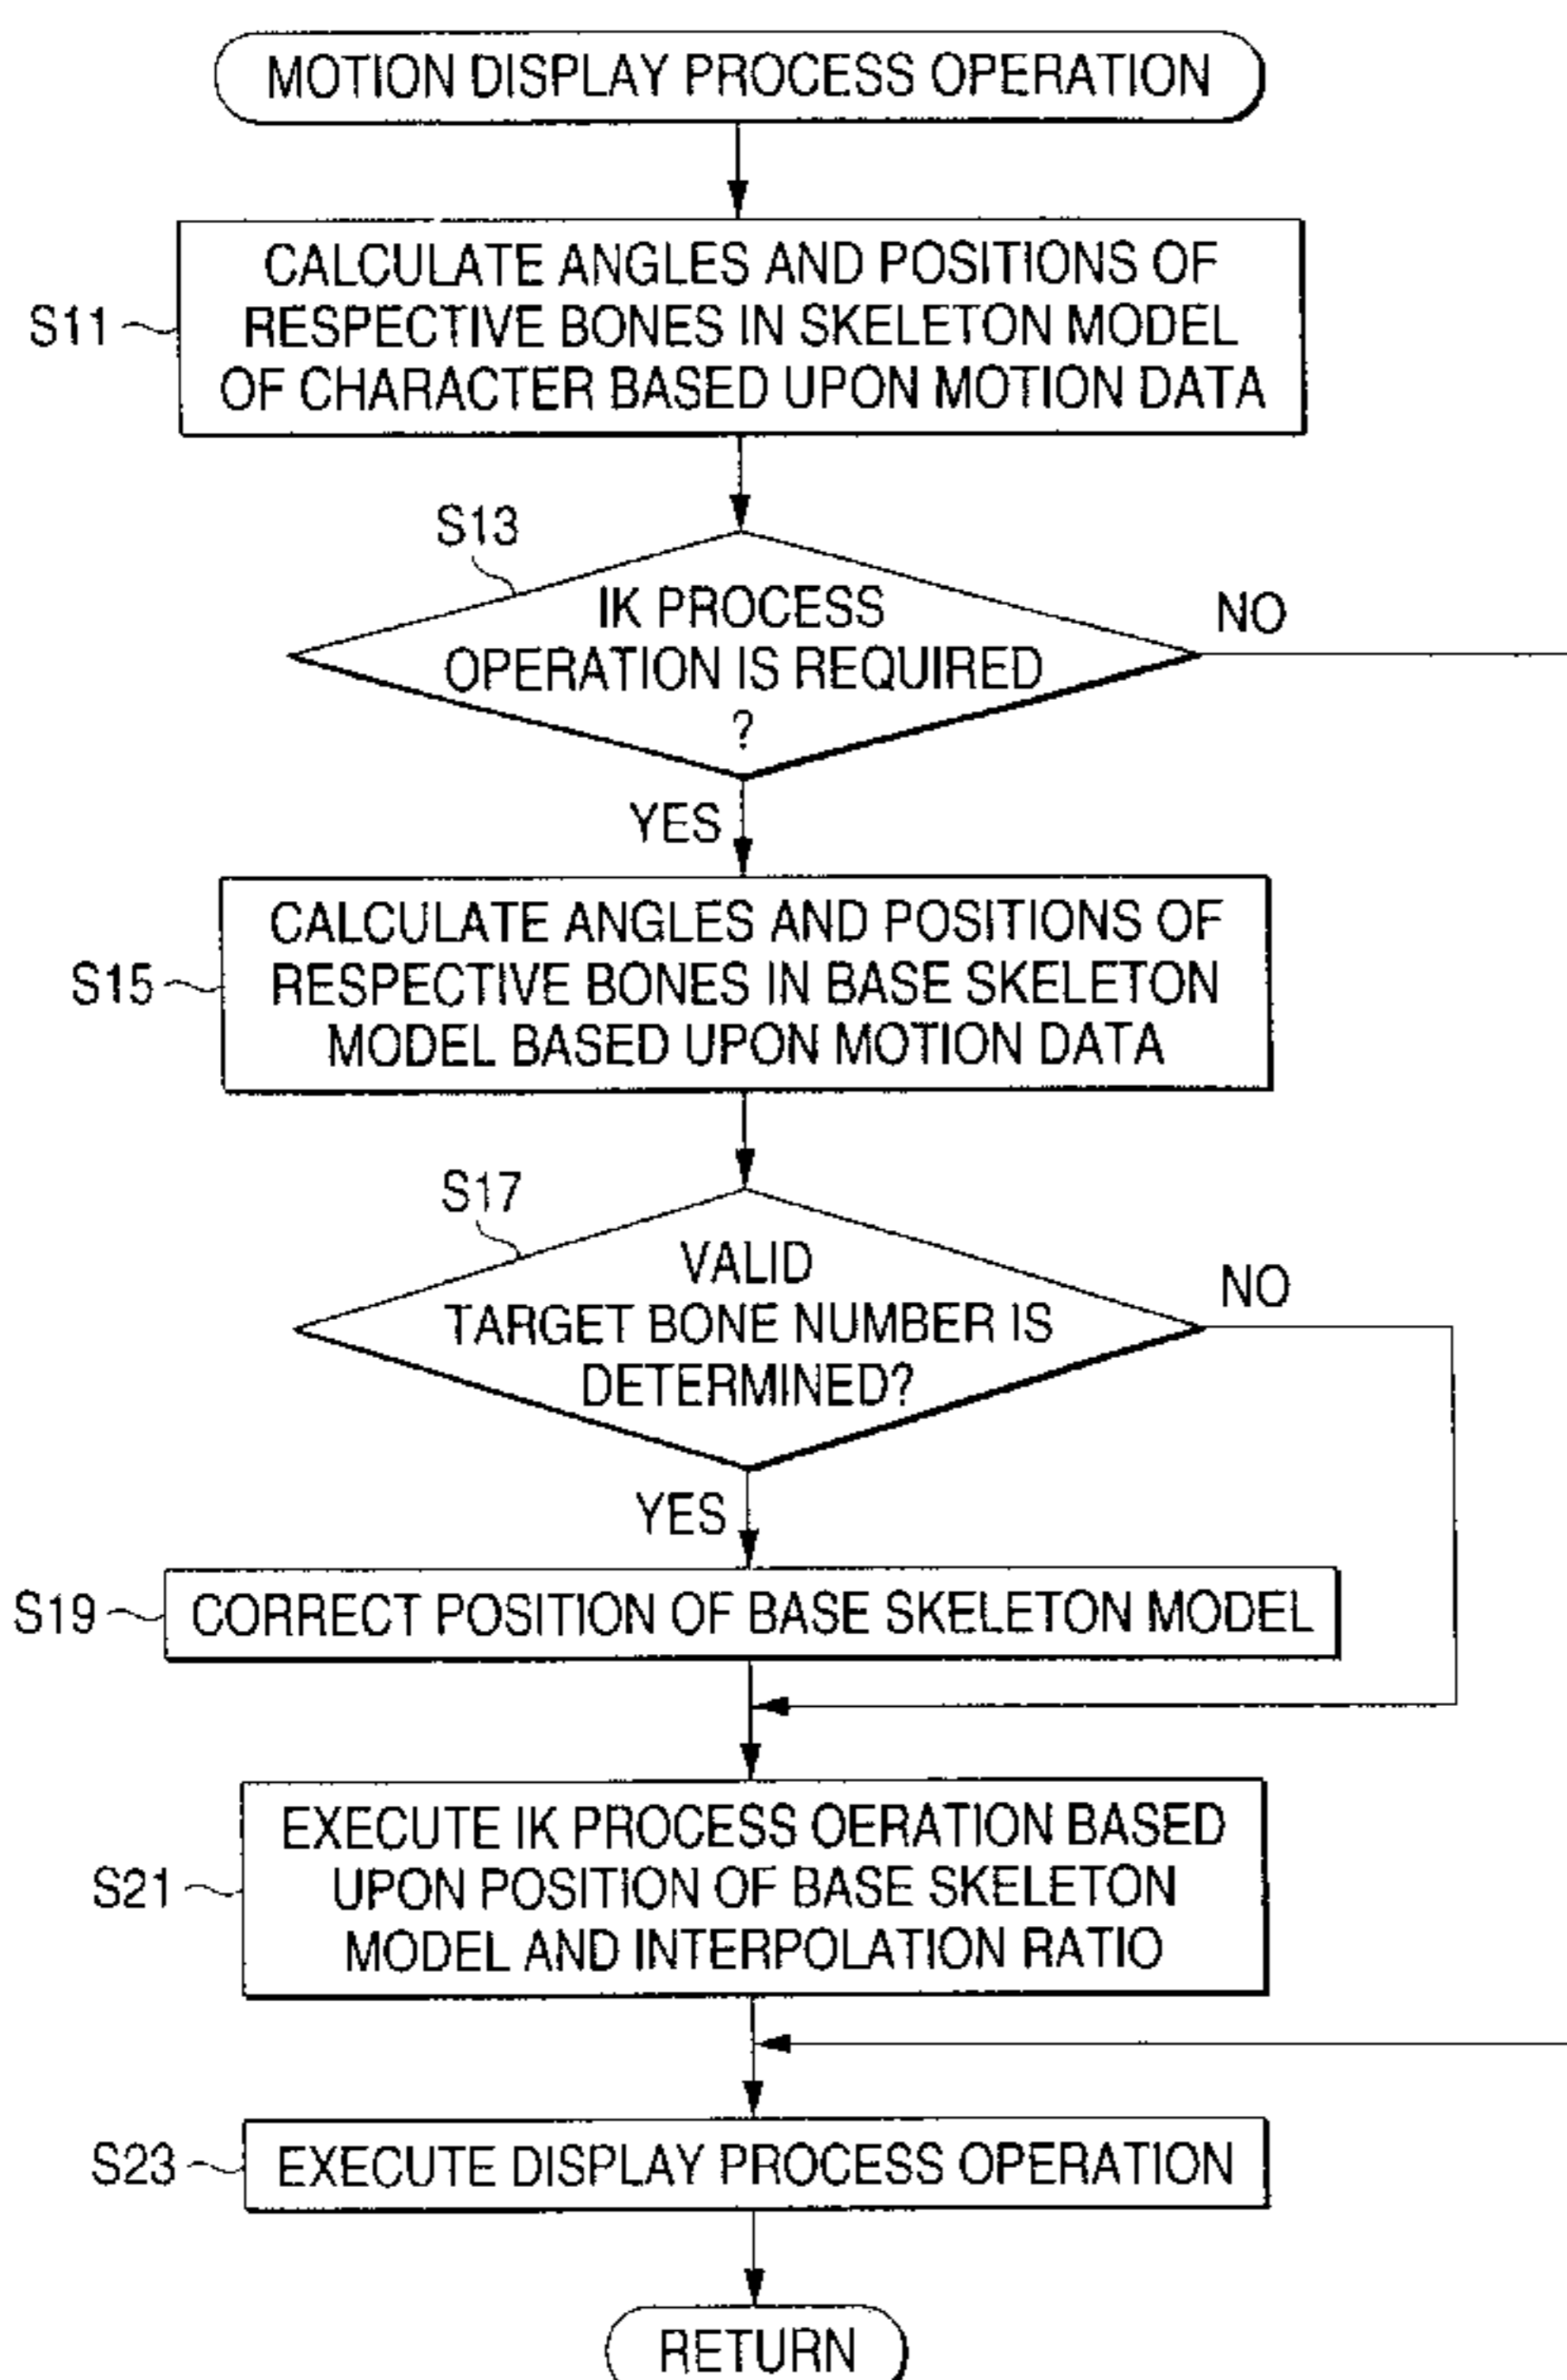 MOTION DISPLAY PROCESS OPERATION
CALCULATE ANGLES AND POSITIONS OF
S11
RESPECTIVE BONES IN SKELETON MODEL
OF CHARACTER BASED UPON MOTION DATA
S13
IK PROCESS
NO
OPERATION IS REQUIRED
?
YES
CALCULATE ANGLES AND POSITIONS OF
S15
RESPECTIVE BONES IN BASE SKELETON
MODEL BASED UPON MOTION DATA
S17
VALID
NO
TARGET BONE NUMBER IS
DETERMINED?
YES
S19
CORRECT POSITION OF BASE SKELETON MODEL
EXECUTE IK PROCESS OERATION BASED
S21
UPON POSITION OF BASE SKELETON
MODEL AND INTERPOLATION RATIO
S23
EXECUTE DISPLAY PROCESS OPERATION
RETURN